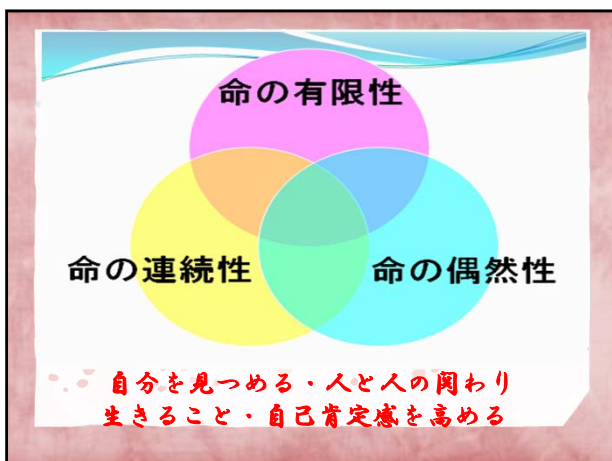 命の有限性
命の連続性
命の偶然性
自分を見つめる・人と人の関わり
生きること・自己肯定感を高める